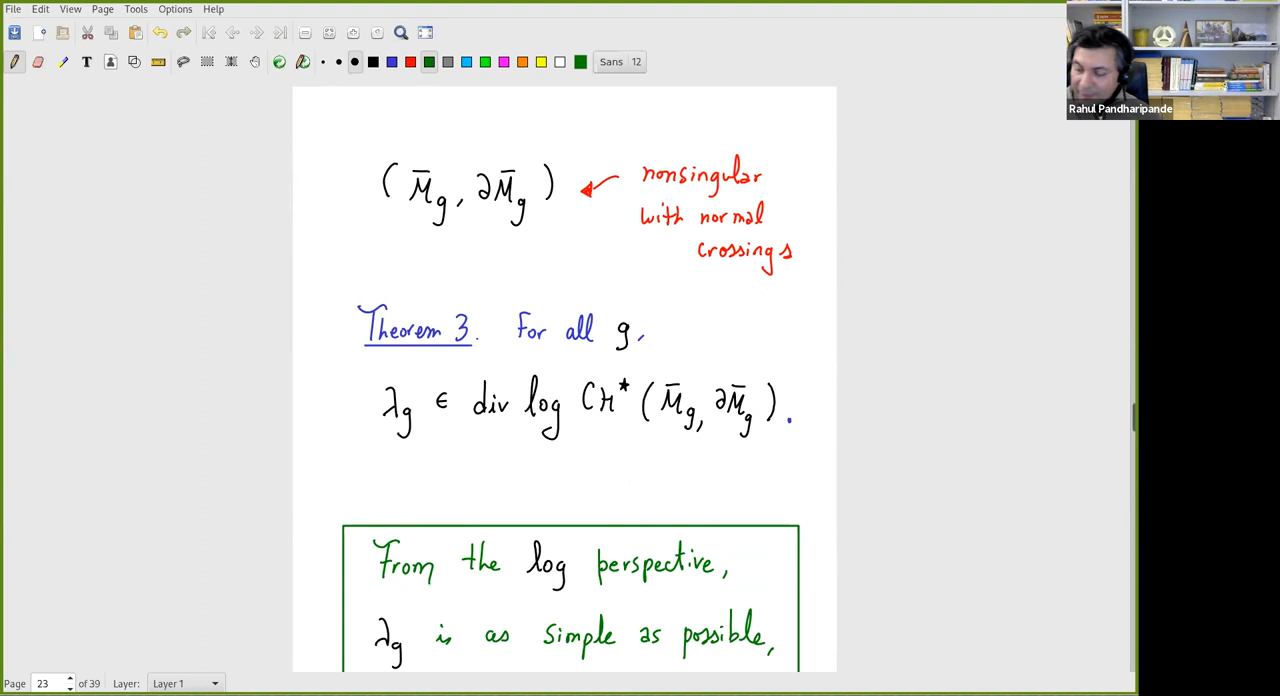 File Edit View Page Tools Options Help
Sans 12
Rahul Pandharipande
(M̄g, ∂M̄g) nonsingular
with normal
crossings
Theorem 3. For all g,
λg ∈ div log CH* (M̄g, ∂M̄g).
From the log perspective,
λg is as simple as possible,
Page 23 of 39 Layer: Layer 1